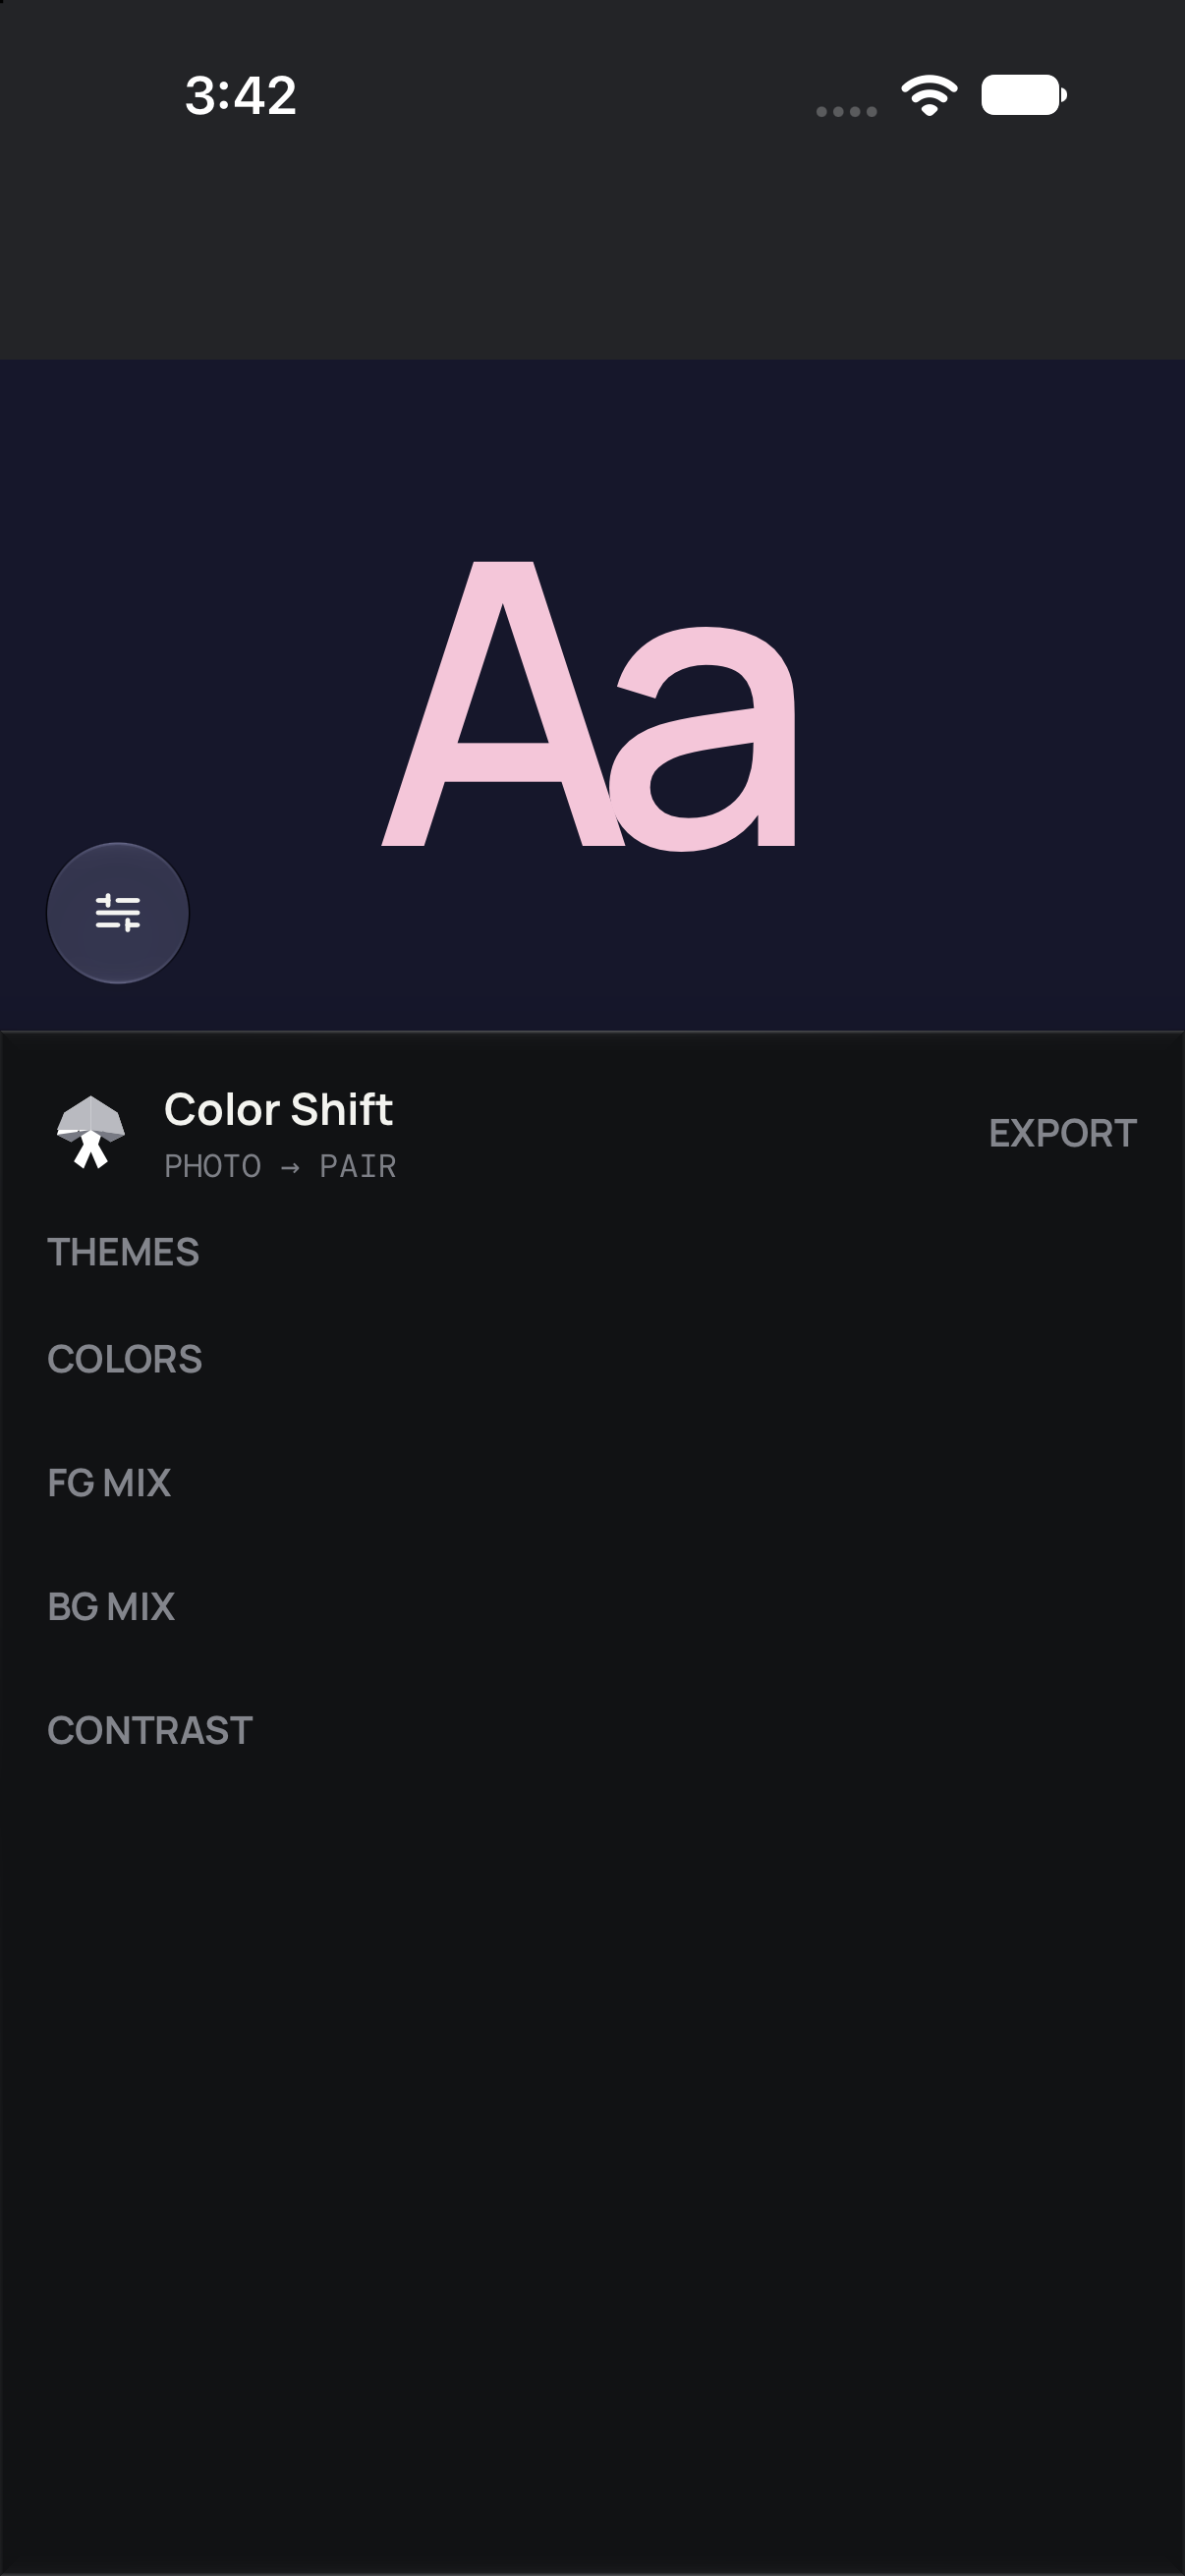 3:42
Aa
Color Shift
PHOTO → PAIR
EXPORT
THEMES
COLORS
FG MIX
BG MIX
CONTRAST